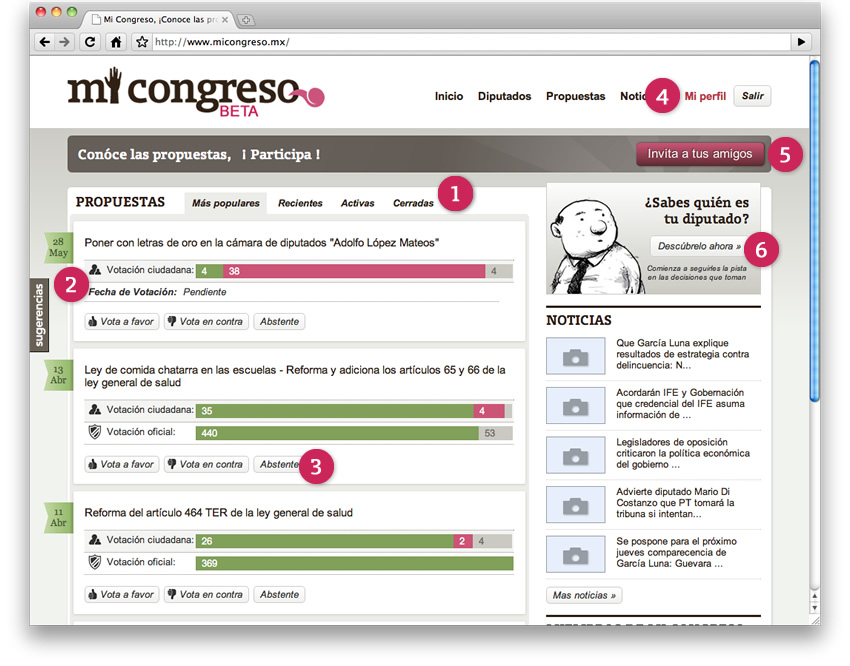 Mi Congreso, ¡Conoce las pro
http://www.micongreso.mx/
mi congreso
BETA
Inicio Diputados Propuestas 4 Mi perfil Salir
Conóce las propuestas, ¡ Participa !
Invita a tus amigos 5
PROPUESTAS Más populares Recientes Activas Cerradas 1
28
May
Poner con letras de oro en la cámara de diputados "Adolfo López Mateos"
Votación ciudadana: 4 38 4
2 Fecha de Votación: Pendiente
Vota a favor Vota en contra Abstente
sugerencias
13
Abr
Ley de comida chatarra en las escuelas - Reforma y adiciona los artículos 65 y 66 de la
ley general de salud
Votación ciudadana: 35 4
Votación oficial: 440 53
Vota a favor Vota en contra Abstente 3
11
Abr
Reforma del artículo 464 TER de la ley general de salud
Votación ciudadana: 26 2 4
Votación oficial: 369
Vota a favor Vota en contra Abstente
¿Sabes quién es
tu diputado?
Descúbrelo ahora » 6
Comienza a seguirles la pista
en las decisiones que toman
NOTICIAS
Que García Luna explique
resultados de estrategia contra
delincuencia: N...
Acordarán IFE y Gobernación
que credencial del IFE asuma
información de ...
Legisladores de oposición
criticaron la política económica
del gobierno ...
Advierte diputado Mario Di
Costanzo que PT tomará la
tribuna si intentan...
Se pospone para el próximo
jueves comparecencia de
García Luna: Guevara ...
Mas noticias »